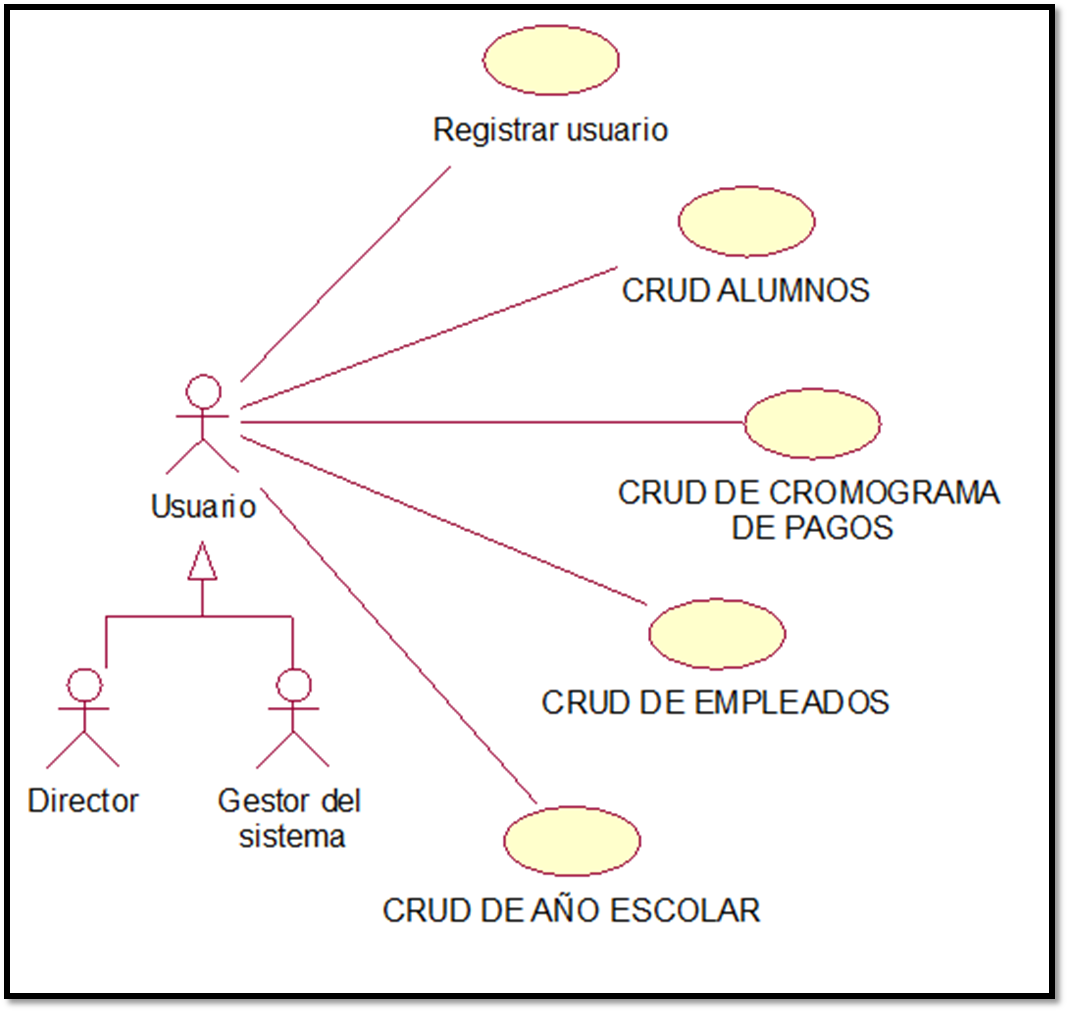 Registrar usuario
CRUD ALUMNOS
CRUD DE CROMOGRAMA
DE PAGOS
Usuario
CRUD DE EMPLEADOS
Director
Gestor del
sistema
CRUD DE AÑO ESCOLAR